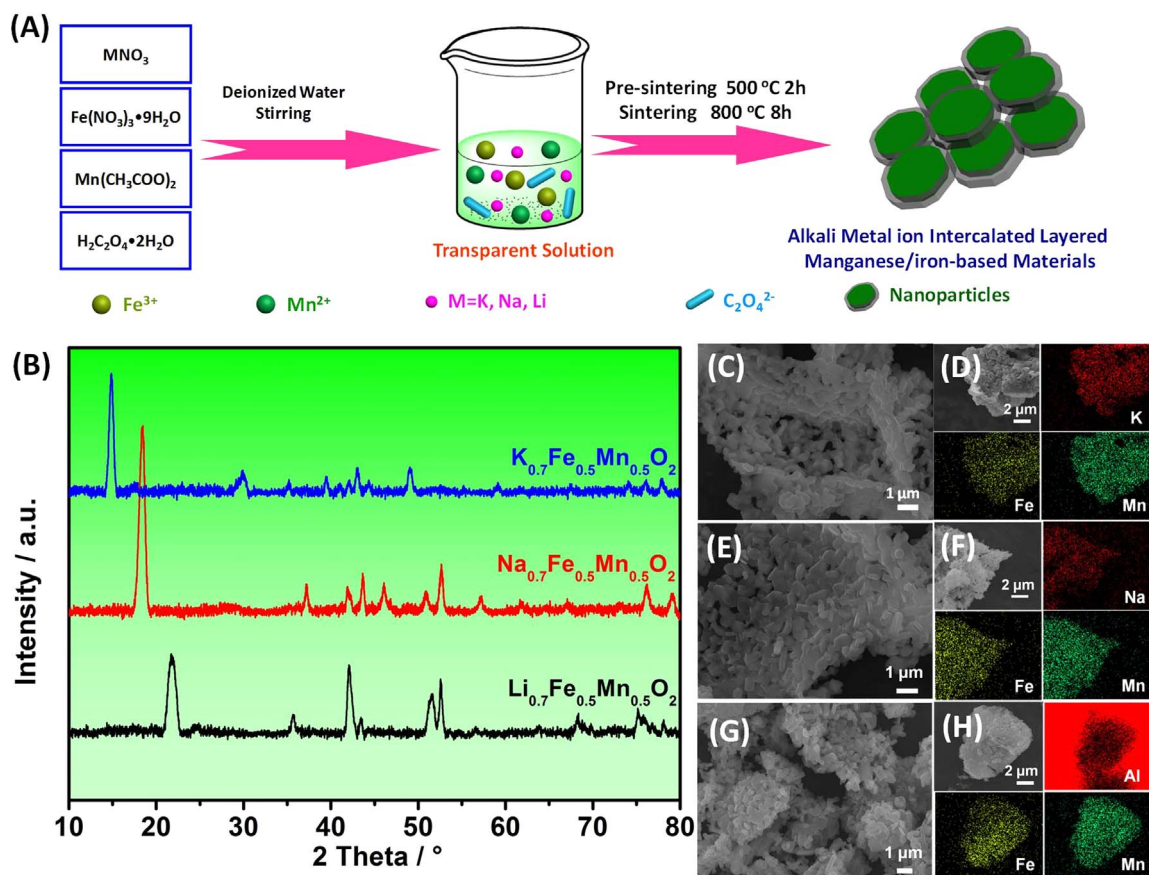 (A)
MNO₃
Fe(NO₃)₃•9H₂O
Mn(CH₃COO)₂
H₂C₂O₄•2H₂O
Deionized Water
Stirring
Transparent Solution
Pre-sintering 500 °C 2h
Sintering 800 °C 8h
Alkali Metal ion Intercalated Layered
Manganese/iron-based Materials
Fe³⁺
Mn²⁺
M=K, Na, Li
C₂O₄²⁻
Nanoparticles
(B)
Intensity / a.u.
K₀.₇Fe₀.₅Mn₀.₅O₂
Na₀.₇Fe₀.₅Mn₀.₅O₂
Li₀.₇Fe₀.₅Mn₀.₅O₂
10 20 30 40 50 60 70 80
2 Theta / °
(C)
1 µm
(D)
2 µm
K
Fe
Mn
(E)
1 µm
(F)
2 µm
Na
Fe
Mn
(G)
1 µm
(H)
2 µm
Al
Fe
Mn